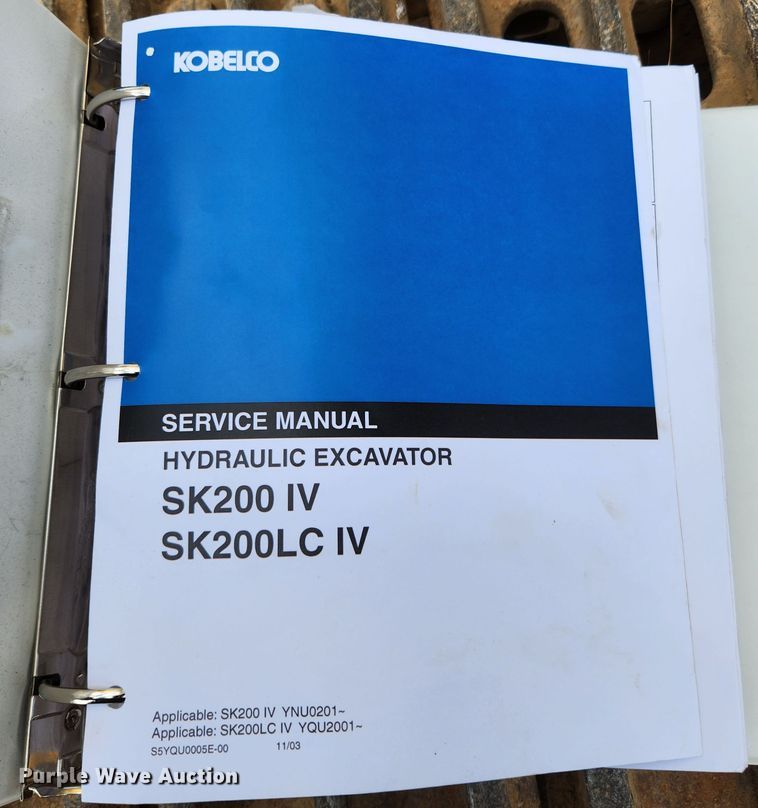 KOBELCO
SERVICE MANUAL
HYDRAULIC EXCAVATOR
SK200 IV
SK200LC IV
Applicable: SK200 IV YNU0201~
Applicable: SK200LC IV YQU2001~
S5YQU0005E-00 11/03
Purple Wave Auction